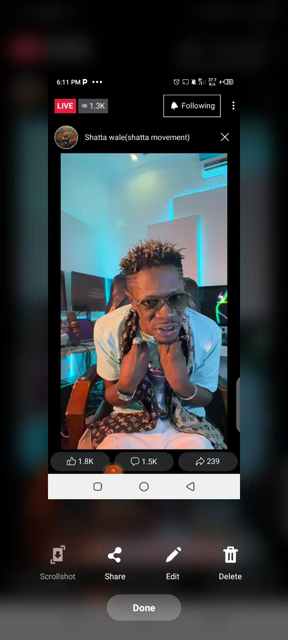 6:11 PM P •••
LIVE 1.3K Following
Shatta wale(shatta movement)
1.8K 1.5K 239
Scrollshot Share Edit Delete
Done